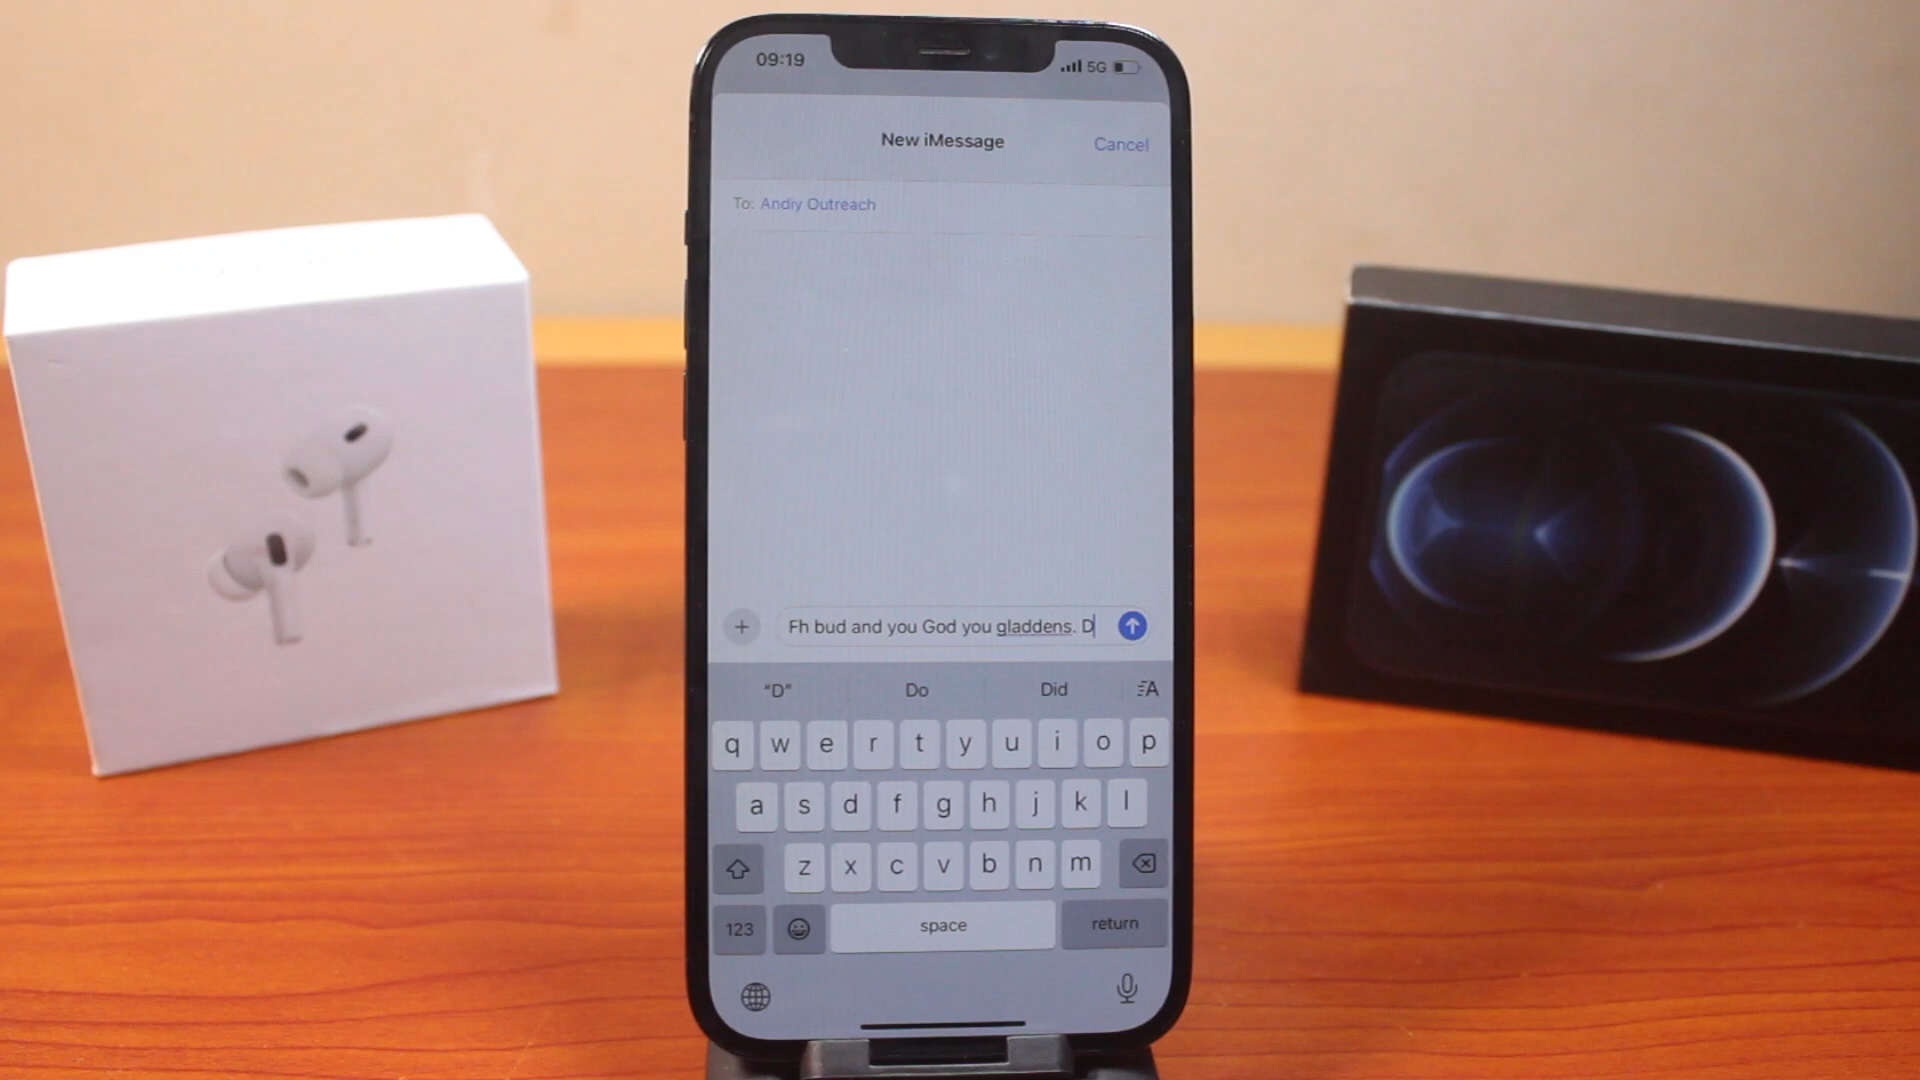 09:19
5G
New iMessage
Cancel
To: Andiy Outreach
Fh bud and you God you gladdens. D
“D” Do Did A
q w e r t y u i o p
a s d f g h j k l
z x c v b n m
123 space return